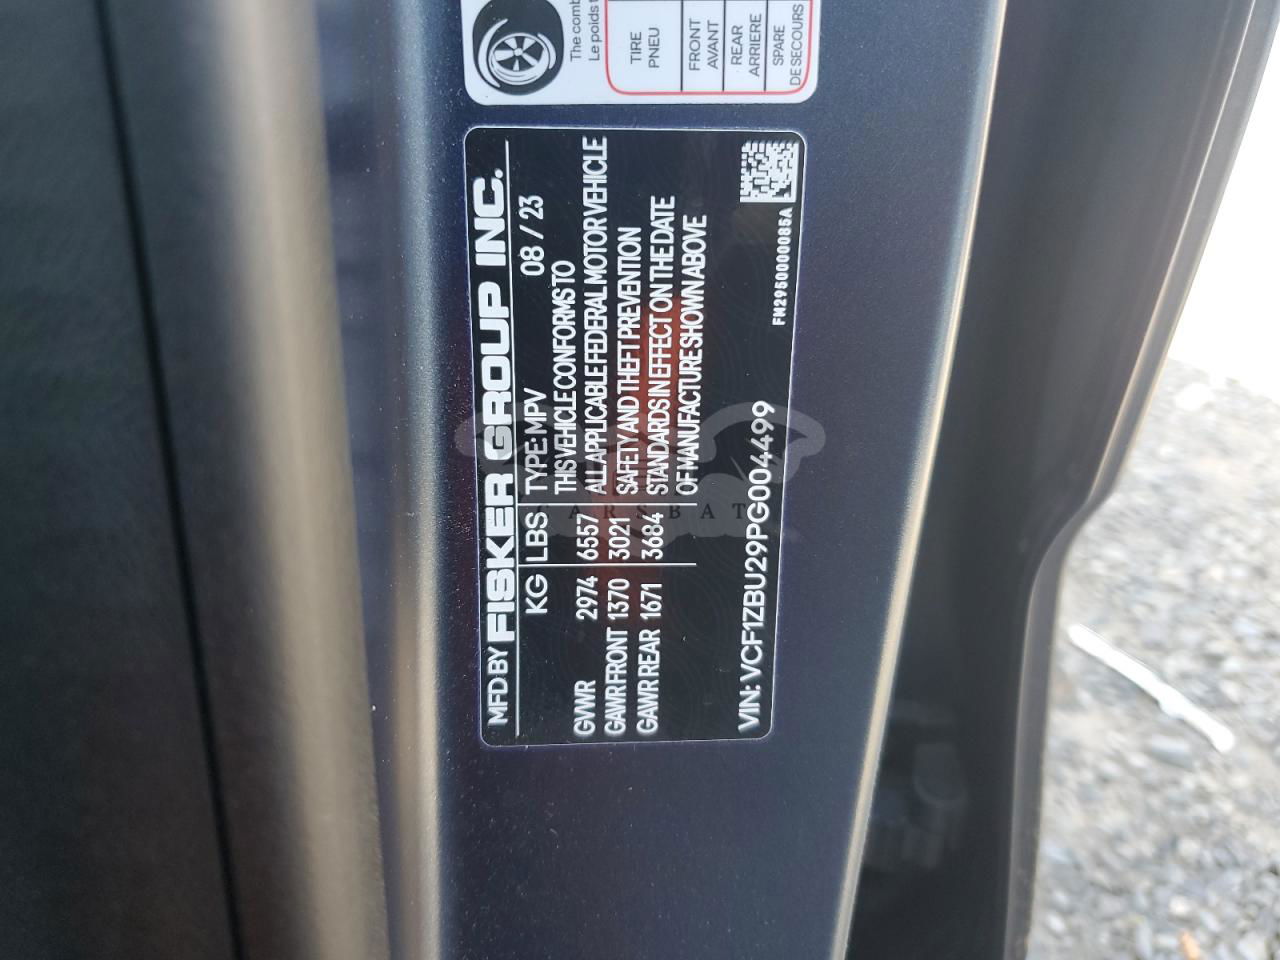 The comb
Le poids t
TIRE
PNEU
FRONT
AVANT
REAR
ARRIERE
SPARE
DESECOURS
MFD BY FISKER GROUP INC.
KG LBS TYPE: MPV 08 / 23
GVWR 2974 6557
GAWR FRONT 1370 3021
GAWR REAR 1671 3684
THIS VEHICLE CONFORMS TO
ALL APPLICABLE FEDERAL MOTOR VEHICLE
SAFETY AND THEFT PREVENTION
STANDARDS IN EFFECT ON THE DATE
OF MANUFACTURE SHOWN ABOVE
VIN: VCF1ZBU29PG004499
FM29600000085A
CARSBAT